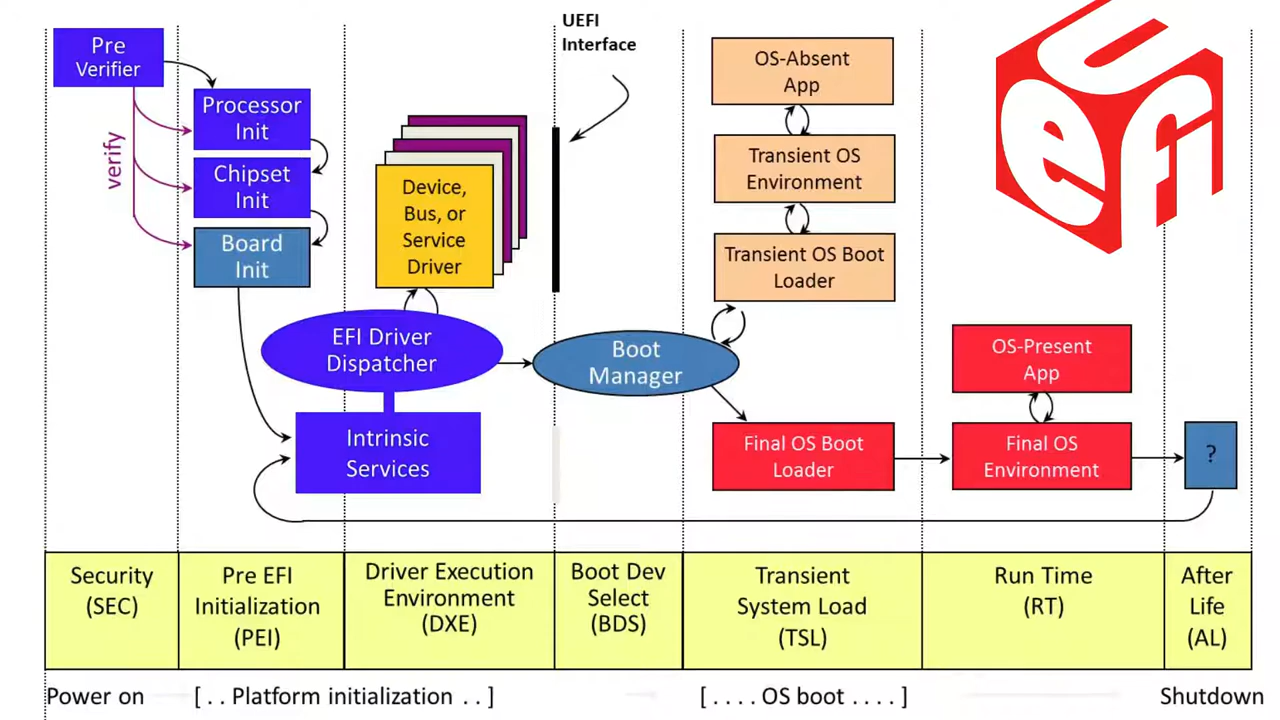 Pre
Verifier
verify
Processor
Init
Chipset
Init
Board
Init
Device,
Bus, or
Service
Driver
EFI Driver
Dispatcher
Intrinsic
Services
UEFI
Interface
Boot
Manager
OS-Absent
App
Transient OS
Environment
Transient OS Boot
Loader
Final OS Boot
Loader
OS-Present
App
Final OS
Environment
?
UEFI
Security
(SEC)
Pre EFI
Initialization
(PEI)
Driver Execution
Environment
(DXE)
Boot Dev
Select
(BDS)
Transient
System Load
(TSL)
Run Time
(RT)
After
Life
(AL)
Power on [ . . Platform initialization . . ] [ . . . . OS boot . . . . ] Shutdown